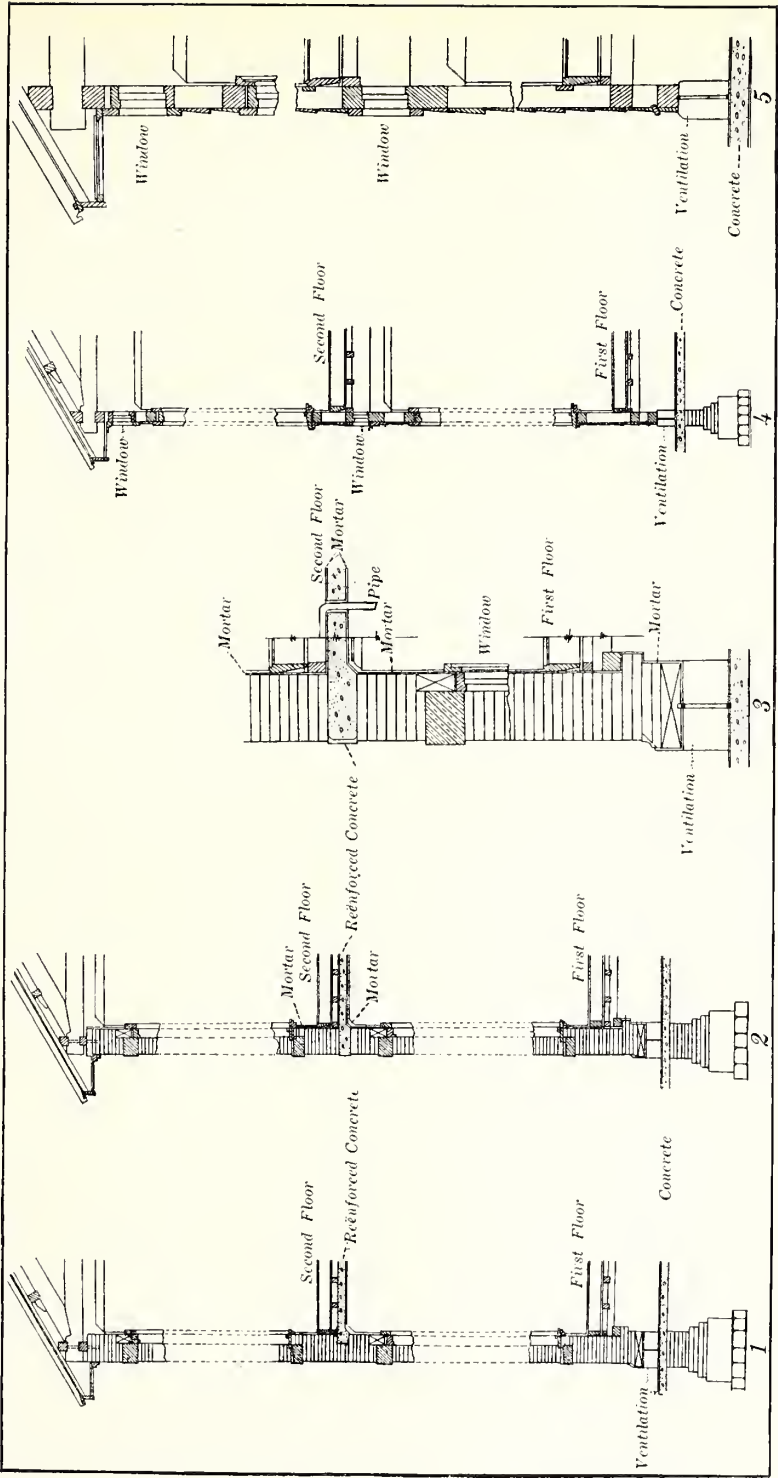 Second Floor
Reënforced Concrete
First Floor
Ventilation
Concrete
1
Mortar
Second Floor
Reënforced Concrete
Mortar
First Floor
2
Mortar
Second Floor
Mortar
Pipe
Mortar
Window
First Floor
Mortar
Ventilation
3
Window
Second Floor
Window
First Floor
Concrete
Ventilation
4
Window
Window
Ventilation
Concrete
5